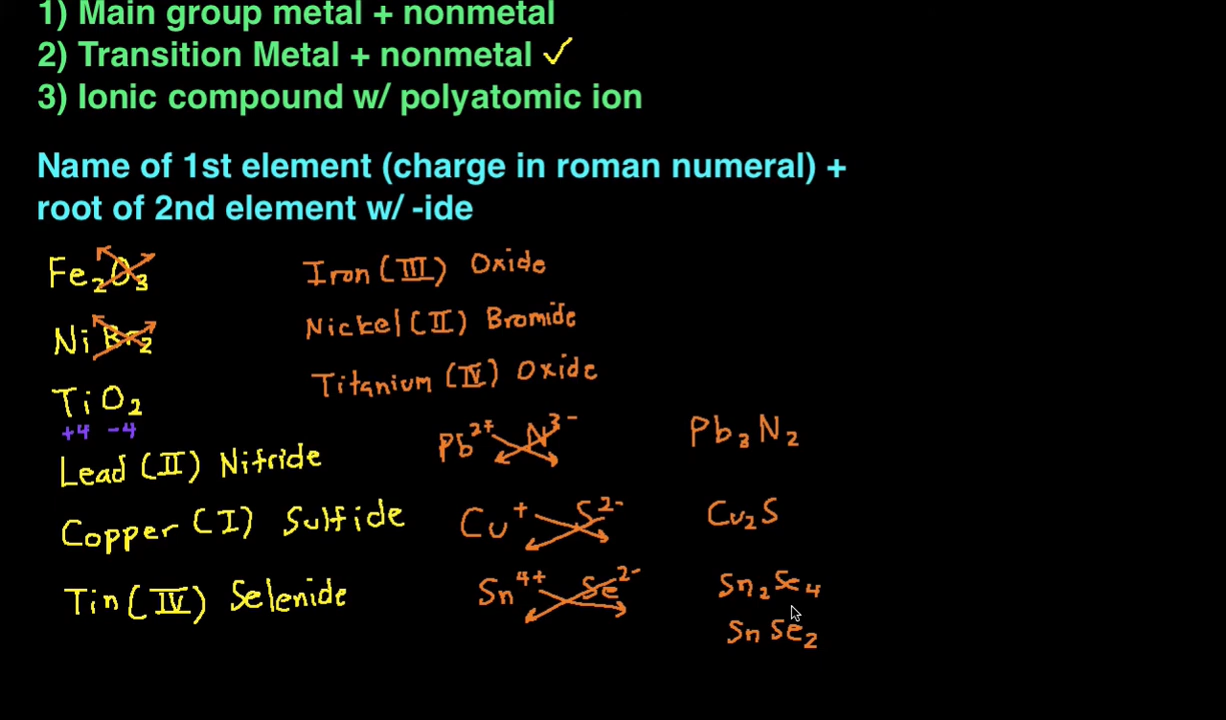 1) Main group metal + nonmetal
2) Transition Metal + nonmetal ✓
3) Ionic compound w/ polyatomic ion
Name of 1st element (charge in roman numeral) +
root of 2nd element w/ -ide
Fe₂O₃ Iron (III) Oxide
NiBr₂ Nickel (II) Bromide
TiO₂ Titanium (IV) Oxide
+4 -4
Lead (II) Nitride Pb²⁺ N³⁻ Pb₃N₂
Copper (I) Sulfide Cu⁺ S²⁻ Cu₂S
Tin (IV) Selenide Sn⁴⁺ Se²⁻ Sn₂Se₄
SnSe₂